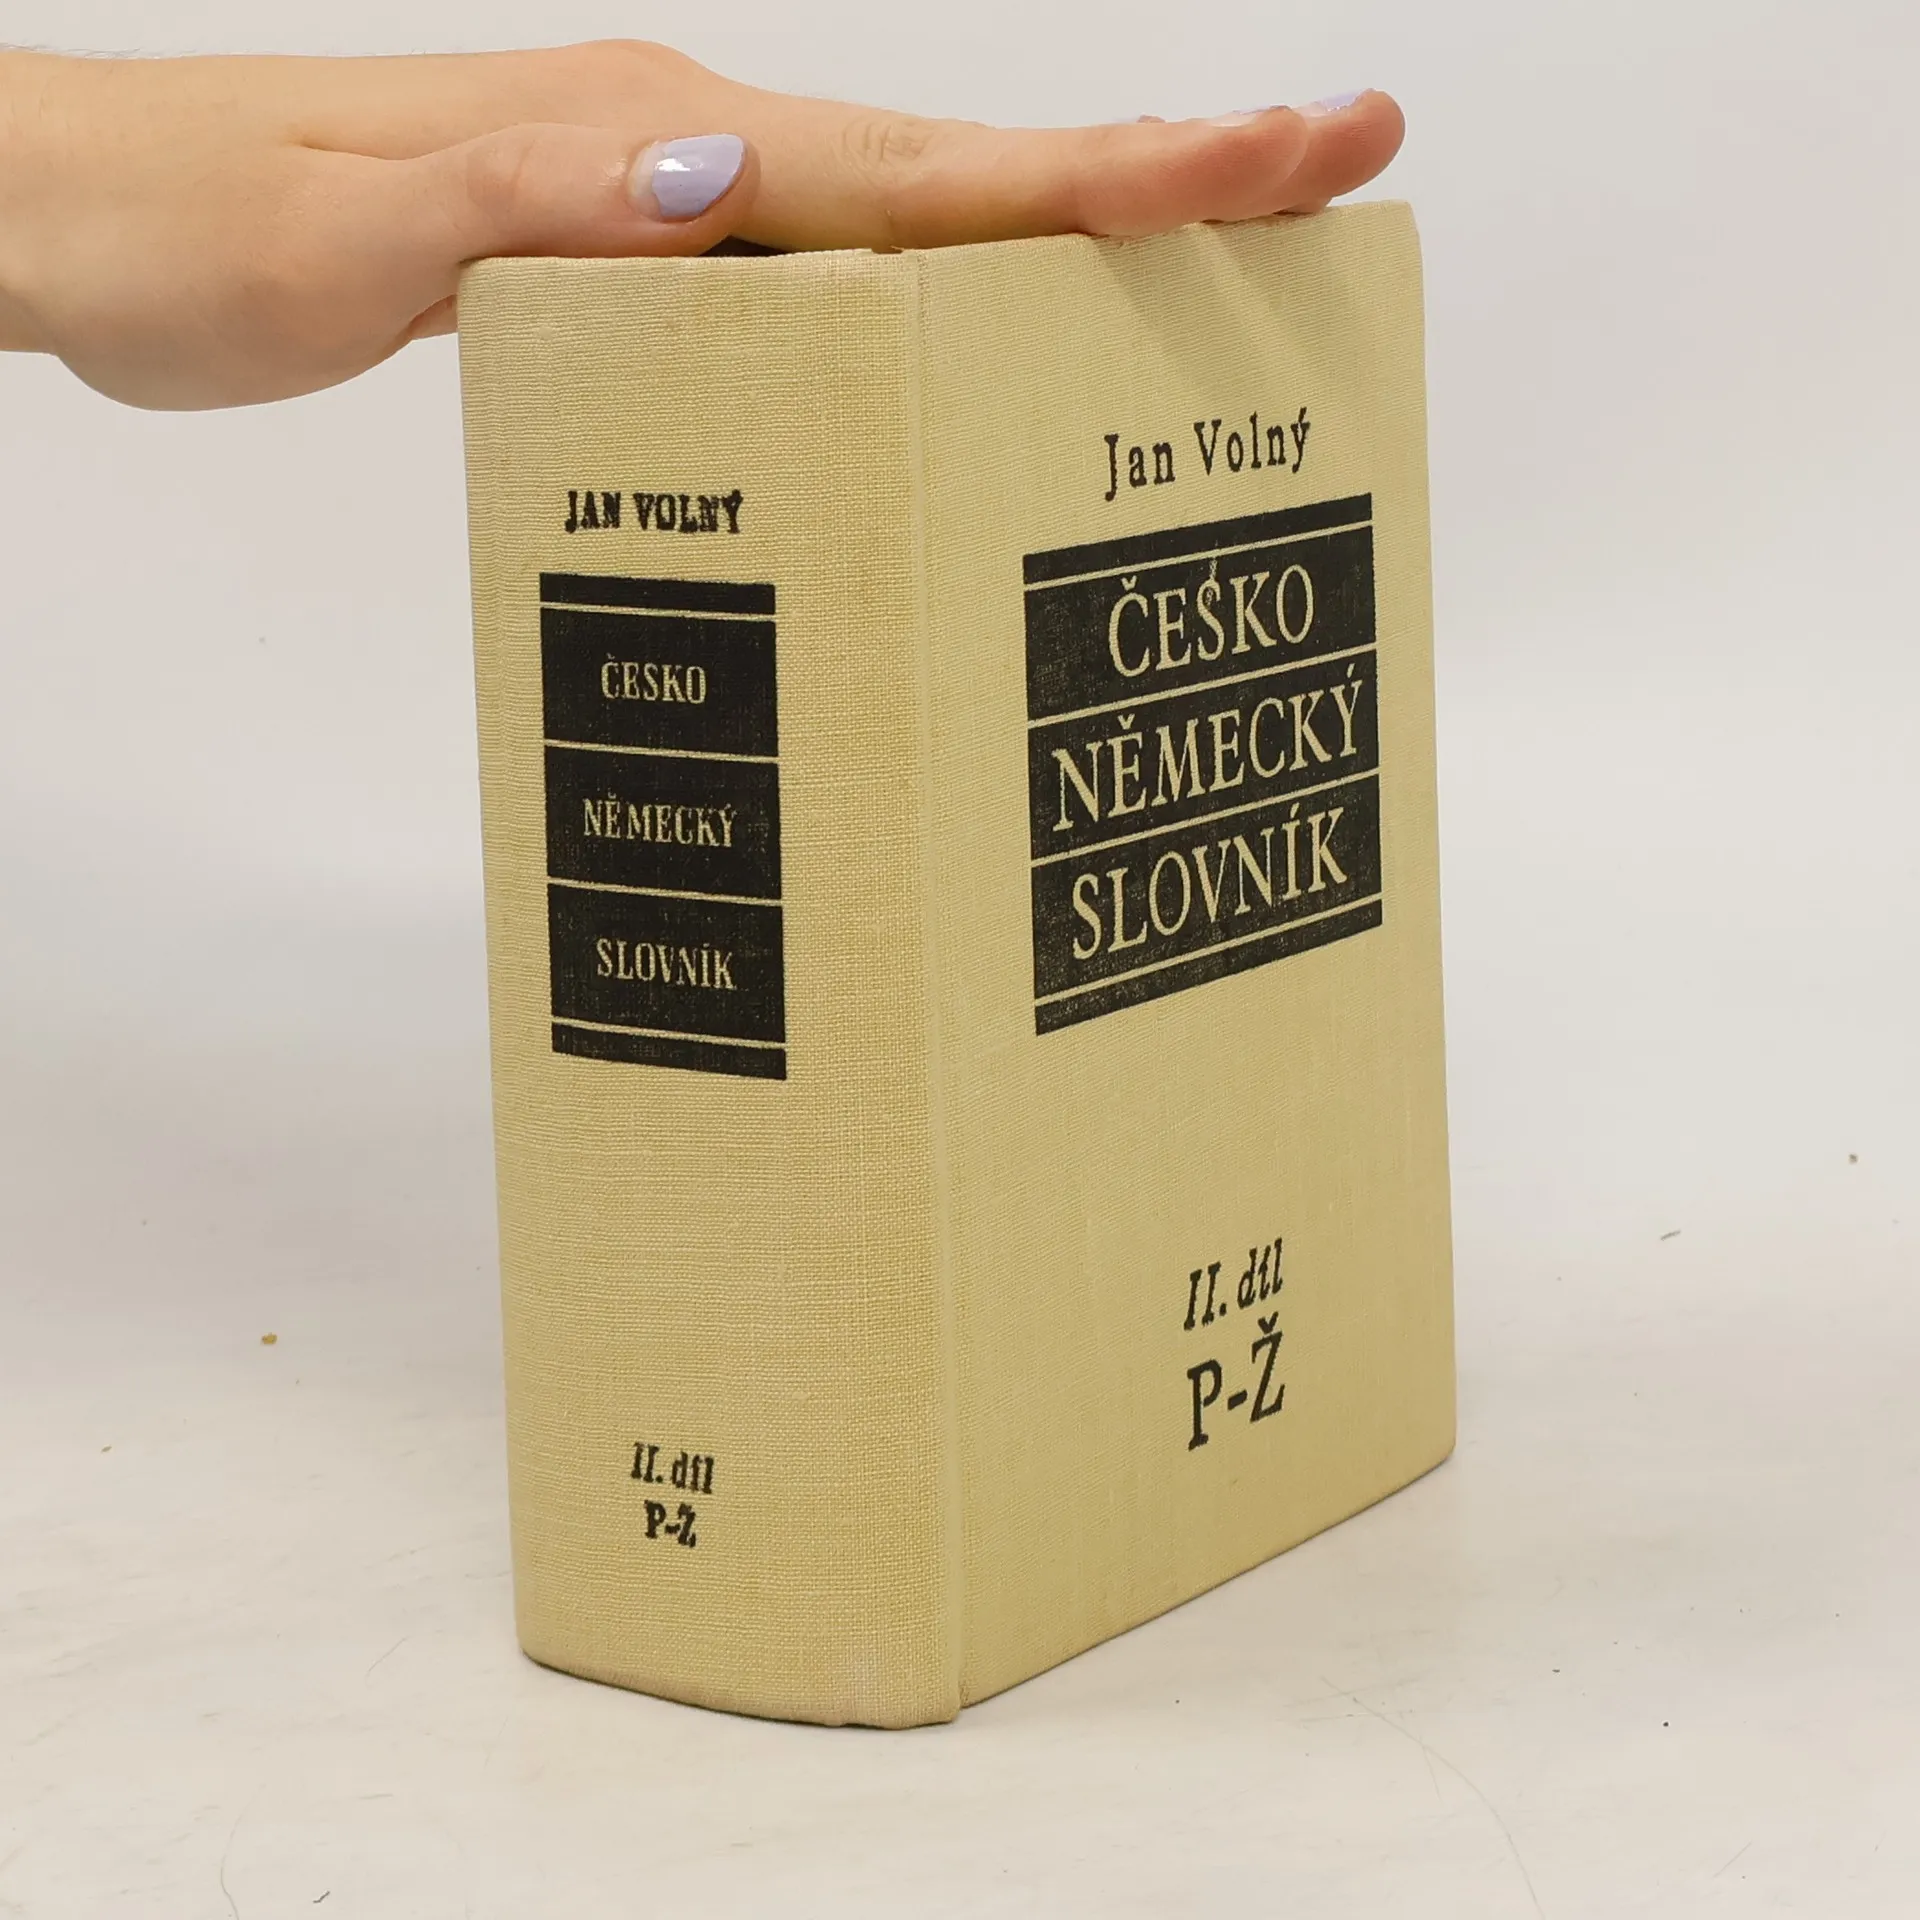 JAN VOLNÝ
ČESKO
NĚMECKÝ
SLOVNÍK
II. díl
P-Ž
Jan Volný
ČESKO
NĚMECKÝ
SLOVNÍK
II. díl
P-Ž